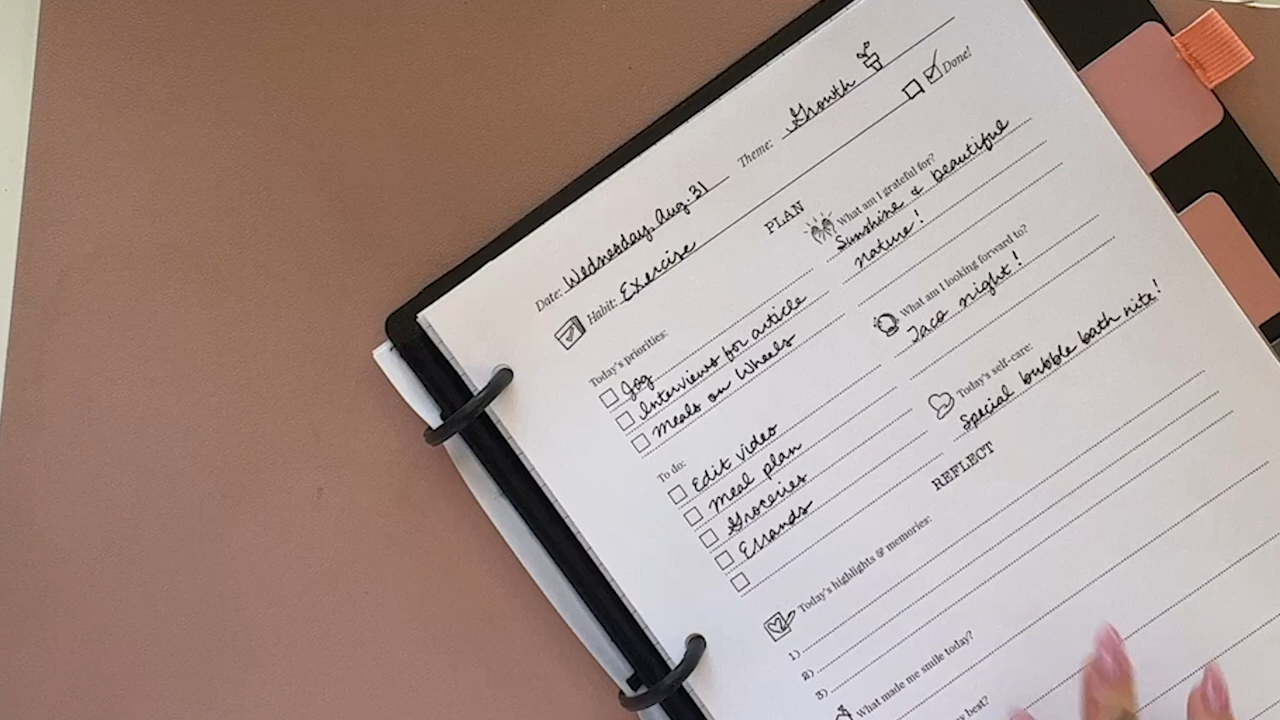 Date: Wednesday, Aug. 31 Theme: Growth
Habit: Exercise Done!
PLAN
Today's priorities:
Jog
Interviews for article
Meals on Wheels
To do:
Edit video
Meal plan
Groceries
Errands
What am I grateful for?
Sunshine & beautiful
nature!
What am I looking forward to?
Taco night!
Today's self-care:
Special bubble bath nite!
REFLECT
Today's highlights & memories:
1)
2)
3)
What made me smile today?
my best?